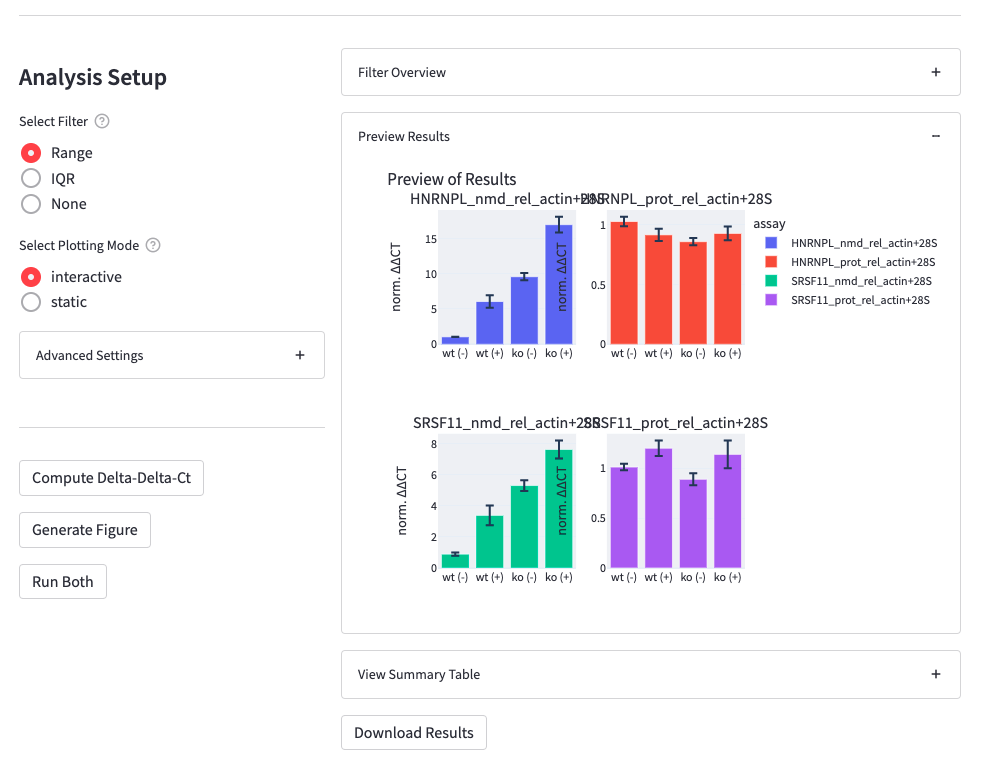 Analysis Setup
Select Filter ?
Range
IQR
None
Select Plotting Mode ?
interactive
static
Advanced Settings +
Compute Delta-Delta-Ct
Generate Figure
Run Both
Filter Overview +
Preview Results −
Preview of Results
HNRNPL_nmd_rel_actin+28S HNRNPL_prot_rel_actin+28S
norm. ΔΔCT
15
10
5
0
wt (-) wt (+) ko (-) ko (+)
norm. ΔΔCT
1
0.5
0
wt (-) wt (+) ko (-) ko (+)
assay
HNRNPL_nmd_rel_actin+28S
HNRNPL_prot_rel_actin+28S
SRSF11_nmd_rel_actin+28S
SRSF11_prot_rel_actin+28S
SRSF11_nmd_rel_actin+28S SRSF11_prot_rel_actin+28S
norm. ΔΔCT
8
6
4
2
0
wt (-) wt (+) ko (-) ko (+)
norm. ΔΔCT
1
0.5
0
wt (-) wt (+) ko (-) ko (+)
View Summary Table +
Download Results